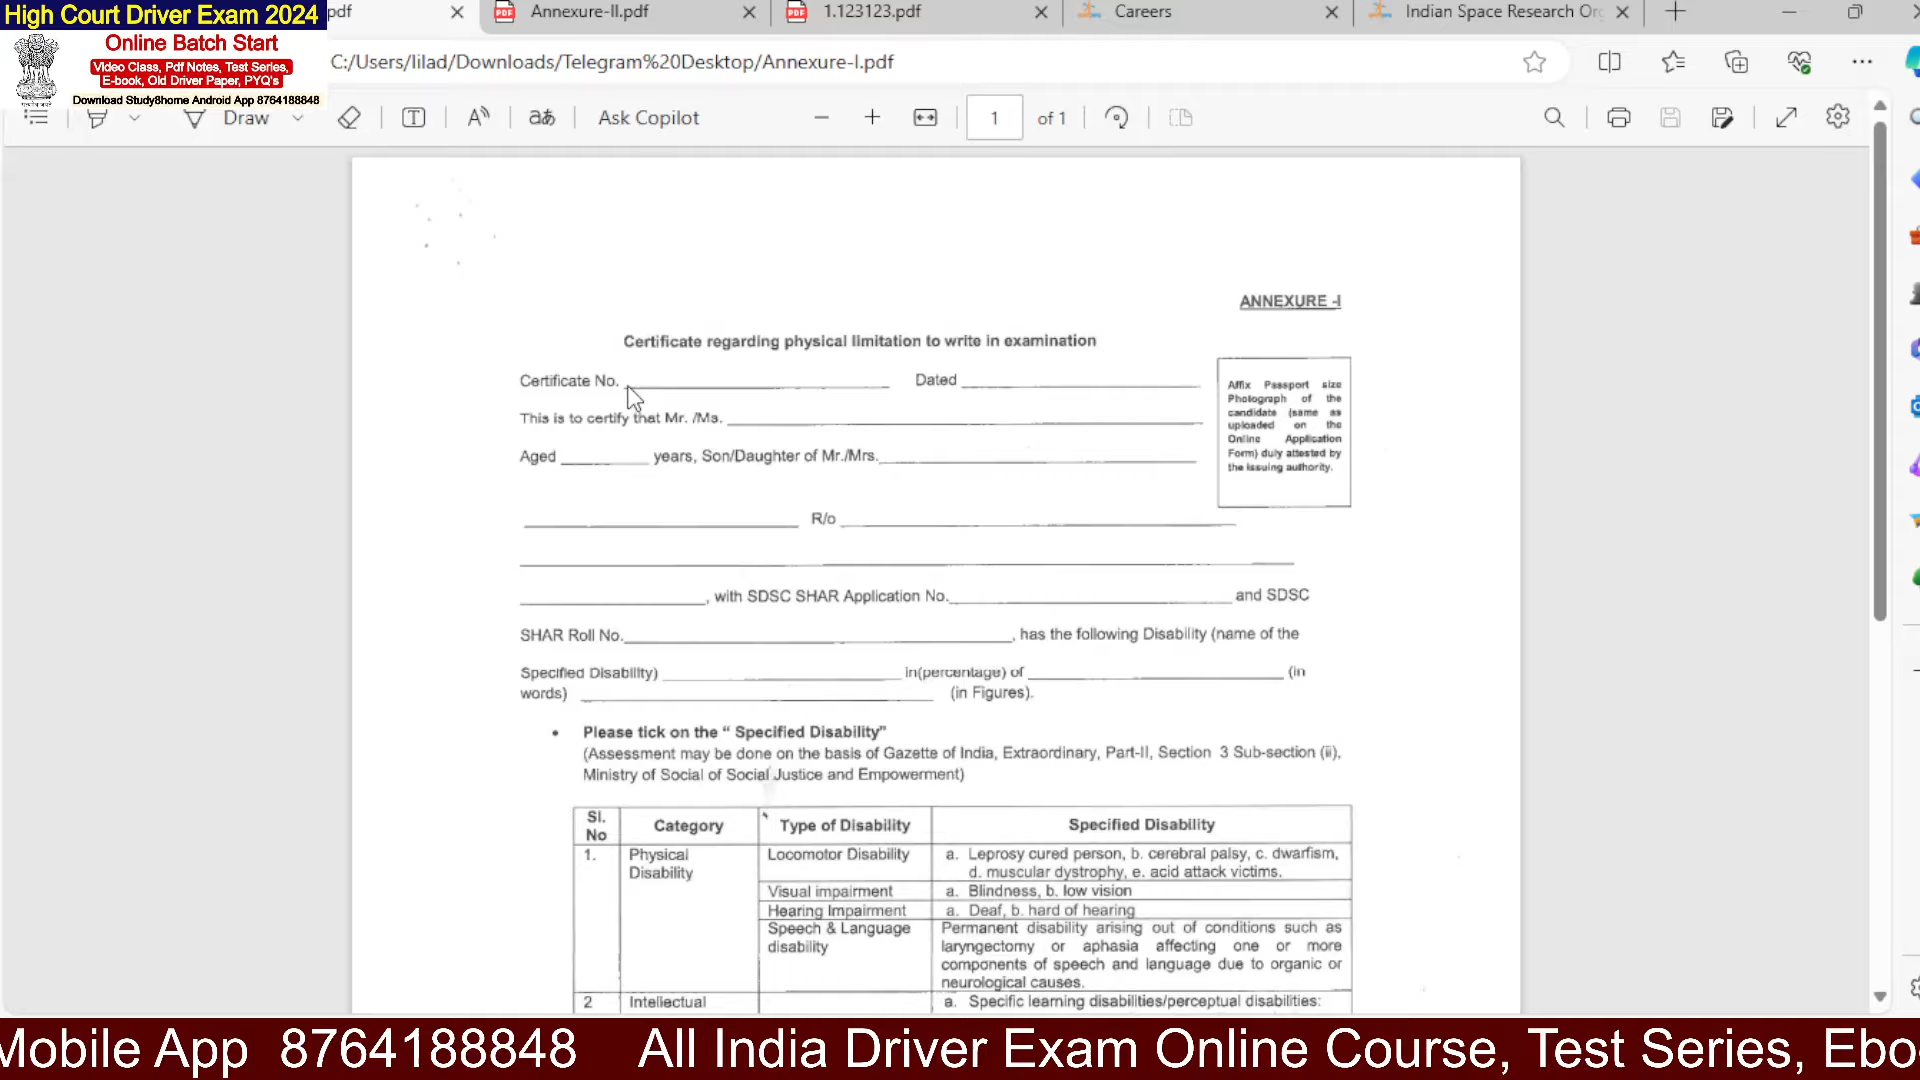 High Court Driver Exam 2024
Online Batch Start
Video Class, Pdf Notes, Test Series,
E-book, Old Driver Paper, PYQ's
Download Study8home Android App 8764188848
pdf
Annexure-II.pdf
1.123123.pdf
Careers
Indian Space Research Or
C:/Users/lilad/Downloads/Telegram%20Desktop/Annexure-I.pdf
Draw
Ask Copilot
1 of 1
ANNEXURE -I
Certificate regarding physical limitation to write in examination
Certificate No. Dated
This is to certify that Mr. /Ms.
Aged years, Son/Daughter of Mr./Mrs.
Affix Passport size
Photograph of the
candidate (same as
uploaded on the
Online Application
Form) duly attested by
the issuing authority.
R/o
, with SDSC SHAR Application No. and SDSC
SHAR Roll No. , has the following Disability (name of the
Specified Disability) in(percentage) of (in
words) (in Figures).
• Please tick on the “ Specified Disability”
(Assessment may be done on the basis of Gazette of India, Extraordinary, Part-II, Section 3 Sub-section (ii),
Ministry of Social of Social Justice and Empowerment)
Sl. No Category Type of Disability Specified Disability
1. Physical Disability Locomotor Disability a. Leprosy cured person, b. cerebral palsy, c. dwarfism,
d. muscular dystrophy, e. acid attack victims.
Visual impairment a. Blindness, b. low vision
Hearing Impairment a. Deaf, b. hard of hearing
Speech & Language disability Permanent disability arising out of conditions such as
laryngectomy or aphasia affecting one or more
components of speech and language due to organic or
neurological causes.
2 Intellectual a. Specific learning disabilities/perceptual disabilities:
Mobile App 8764188848 All India Driver Exam Online Course, Test Series, Ebo